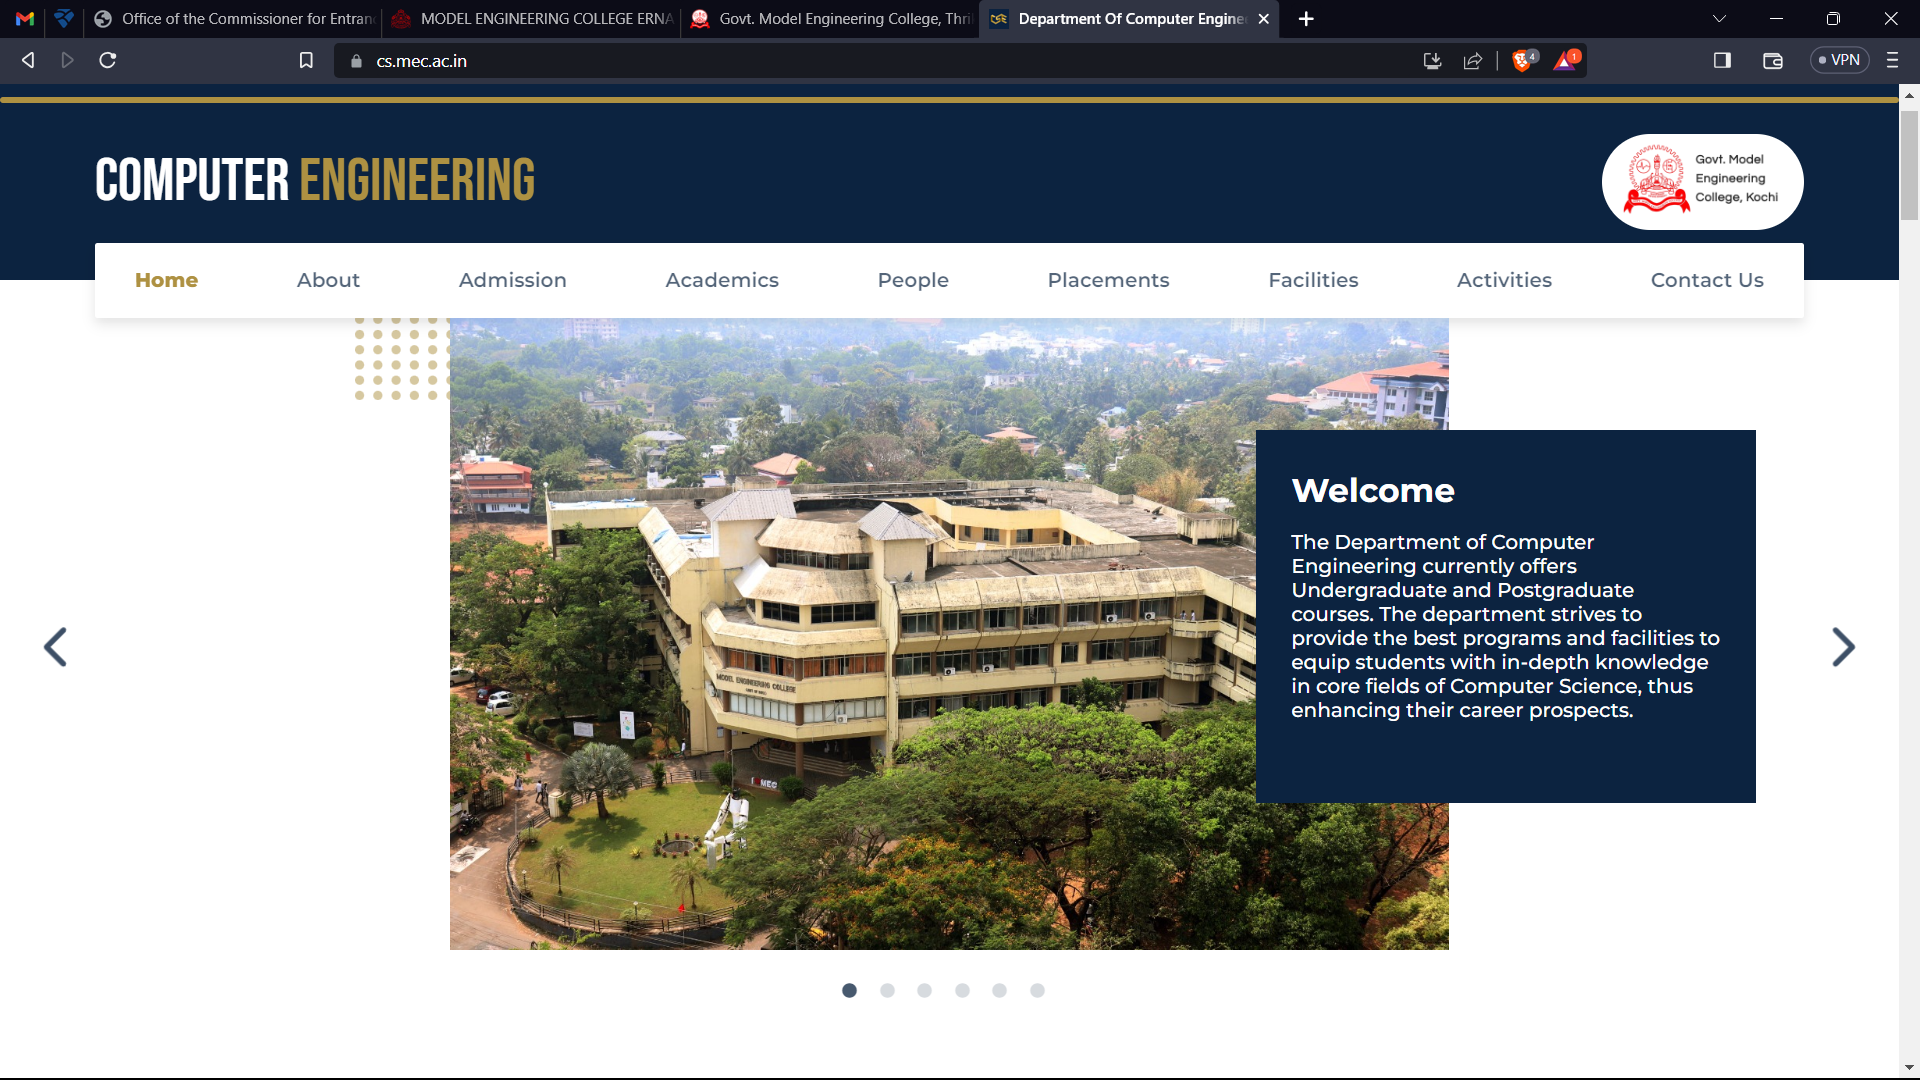 Office of the Commissioner for Entran
MODEL ENGINEERING COLLEGE ERNA
Govt. Model Engineering College, Thri
Department Of Computer Engine
cs.mec.ac.in
4
1
VPN
COMPUTER ENGINEERING
Govt. Model
Engineering
College, Kochi
Home
About
Admission
Academics
People
Placements
Facilities
Activities
Contact Us
MODEL ENGINEERING COLLEGE
MEC
Welcome
The Department of Computer
Engineering currently offers
Undergraduate and Postgraduate
courses. The department strives to
provide the best programs and facilities to
equip students with in-depth knowledge
in core fields of Computer Science, thus
enhancing their career prospects.